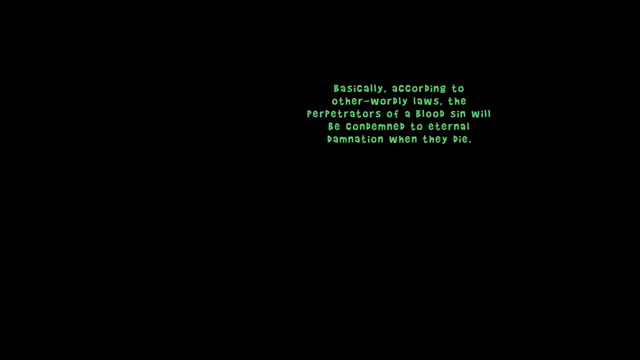 Basically, according to
other-wordly laws, the
perpetrators of a Blood sin will
Be condemned to eternal
Damnation when they Die.